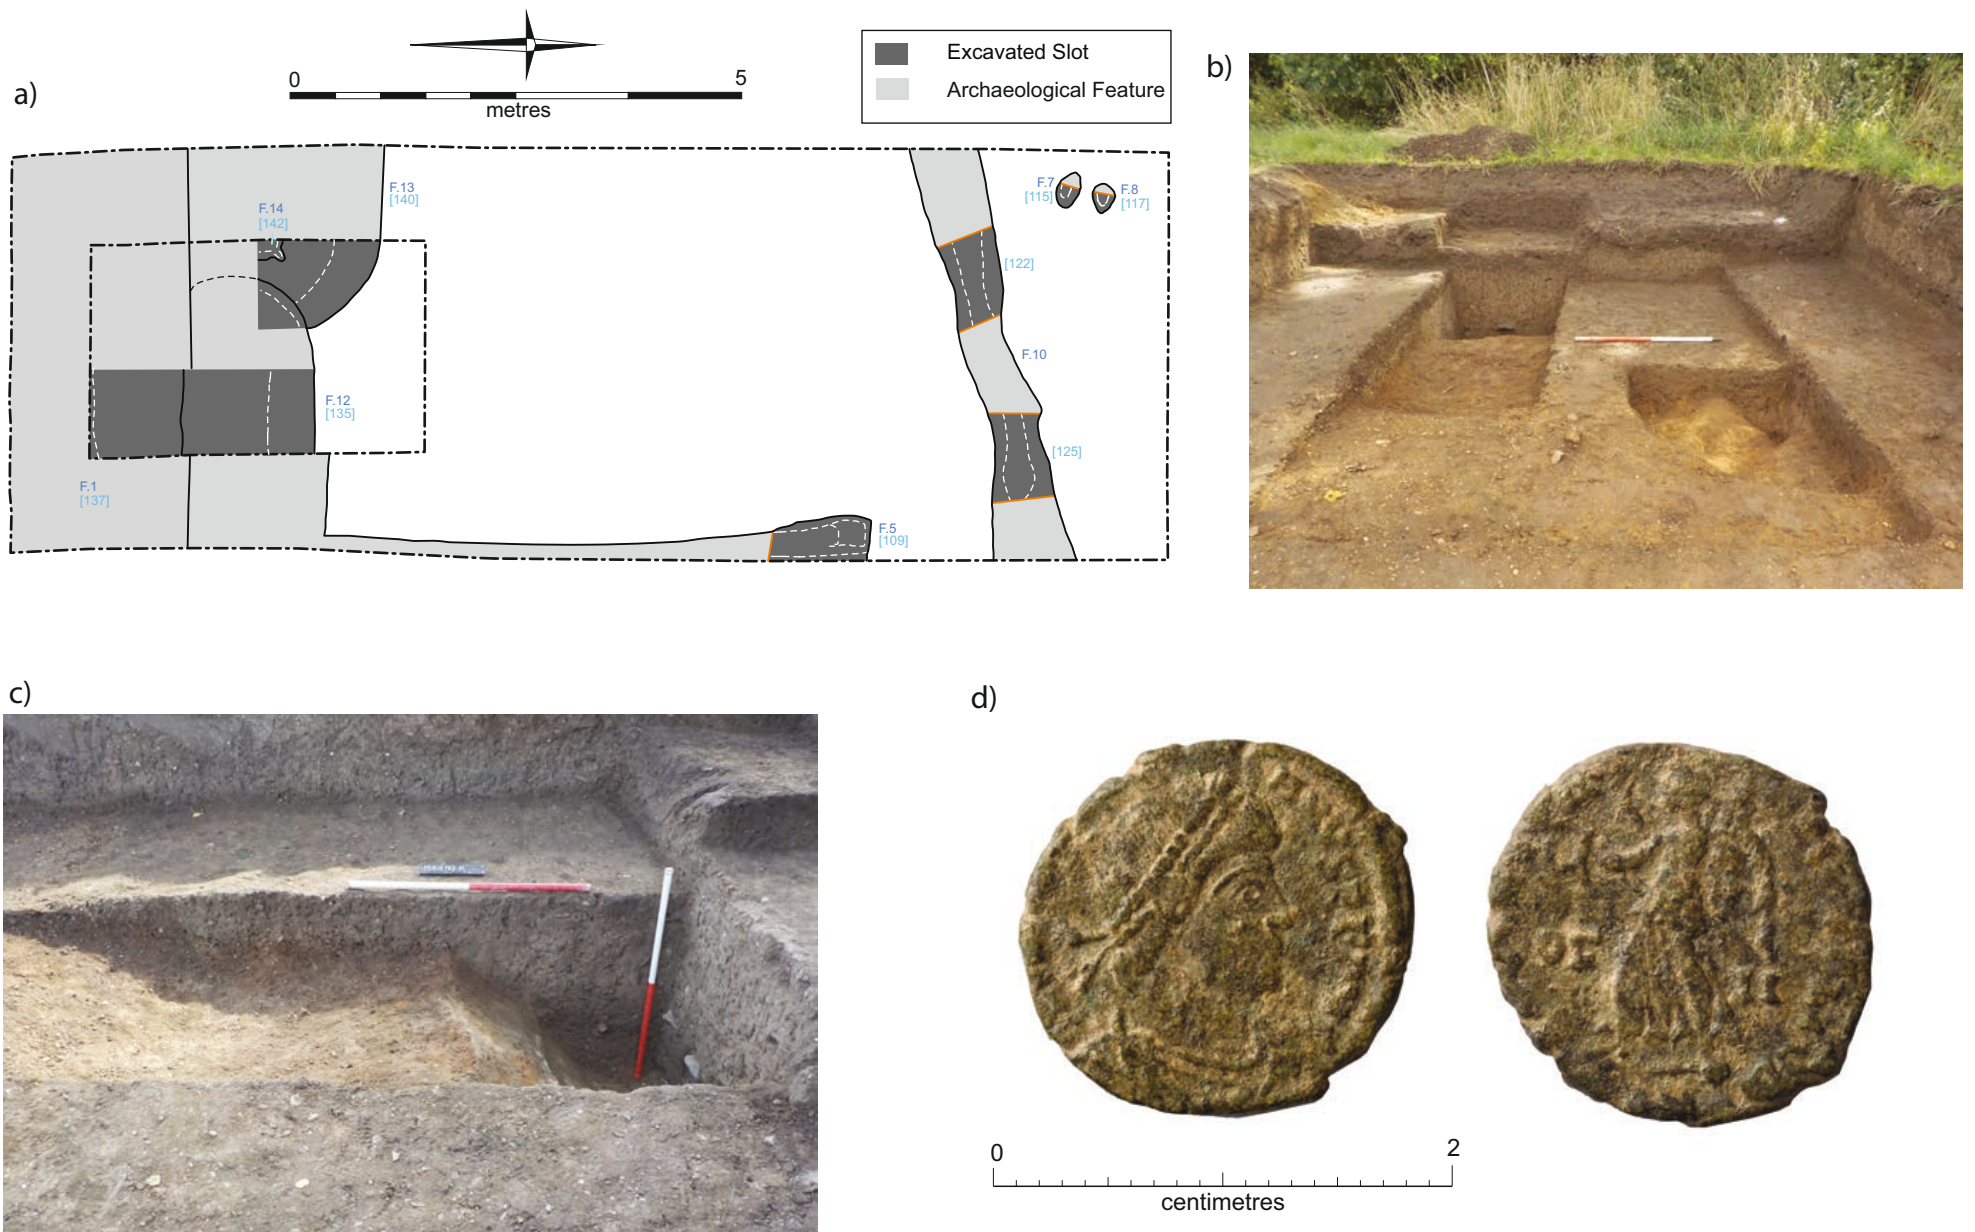 a)
0 5
metres
Excavated Slot
Archaeological Feature
b)
F.13
[140]
F.14
[142]
F.7
[115]
F.8
[117]
[122]
F.10
F.12
[135]
[125]
F.1
[137]
F.5
[109]
c)
d)
OF
0 2
centimetres